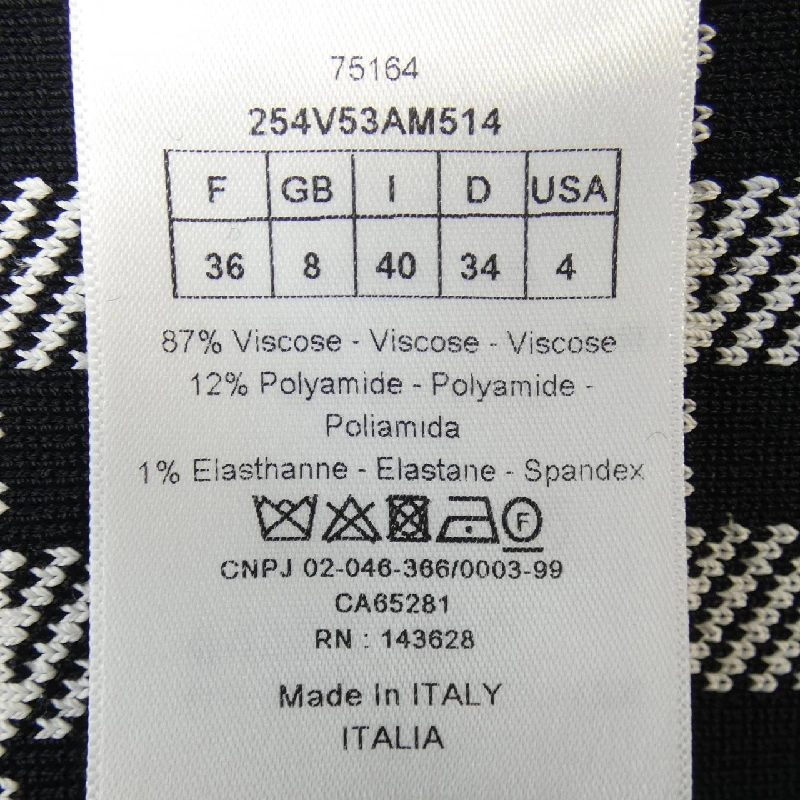 75164
254V53AM514
F GB I D USA
36 8 40 34 4
87% Viscose - Viscose - Viscose
12% Polyamide - Polyamide -
Poliamida
1% Elasthanne - Elastane - Spandex
F
CNPJ 02-046-366/0003-99
CA65281
RN : 143628
Made In ITALY
ITALIA